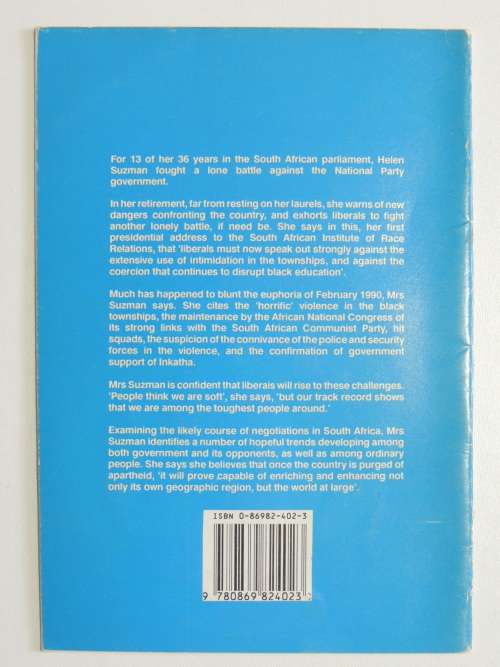 For 13 of her 36 years in the South African parliament, Helen
Suzman fought a lone battle against the National Party
government.
In her retirement, far from resting on her laurels, she warns of new
dangers confronting the country, and exhorts liberals to fight
another lonely battle, if need be. She says in this, her first
presidential address to the South African Institute of Race
Relations, that 'liberals must now speak out strongly against the
extensive use of intimidation in the townships, and against the
coercion that continues to disrupt black education'.
Much has happened to blunt the euphoria of February 1990, Mrs
Suzman says. She cites the 'horrific' violence in the black
townships, the maintenance by the African National Congress of
its strong links with the South African Communist Party, hit
squads, the suspicion of the connivance of the police and security
forces in the violence, and the confirmation of government
support of Inkatha.
Mrs Suzman is confident that liberals will rise to these challenges.
'People think we are soft', she says, 'but our track record shows
that we are among the toughest people around.'
Examining the likely course of negotiations in South Africa, Mrs
Suzman identifies a number of hopeful trends developing among
both government and its opponents, as well as among ordinary
people. She says she believes that once the country is purged of
apartheid, 'it will prove capable of enriching and enhancing not
only its own geographic region, but the world at large'.
ISBN 0-86982-402-3
9 780869 824023